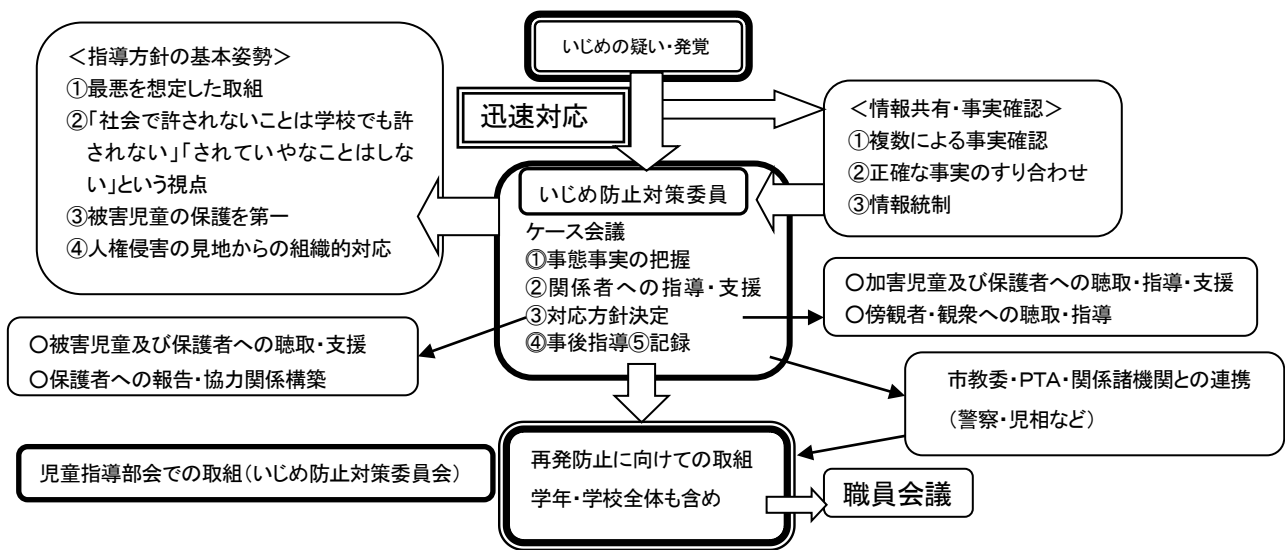 いじめの疑い・発覚
＜指導方針の基本姿勢＞
①最悪を想定した取組
②「社会で許されないことは学校でも許
されない」「されていやなことはしな
い」という視点
③被害児童の保護を第一
④人権侵害の見地からの組織的対応
迅速対応
＜情報共有・事実確認＞
①複数による事実確認
②正確な事実のすり合わせ
③情報統制
いじめ防止対策委員
ケース会議
①事態事実の把握
②関係者への指導・支援
③対応方針決定
④事後指導⑤記録
○加害児童及び保護者への聴取・指導・支援
○傍観者・観衆への聴取・指導
○被害児童及び保護者への聴取・支援
○保護者への報告・協力関係構築
市教委・ＰＴＡ・関係諸機関との連携
（警察・児相など）
児童指導部会での取組（いじめ防止対策委員会）
再発防止に向けての取組
学年・学校全体も含め
職員会議